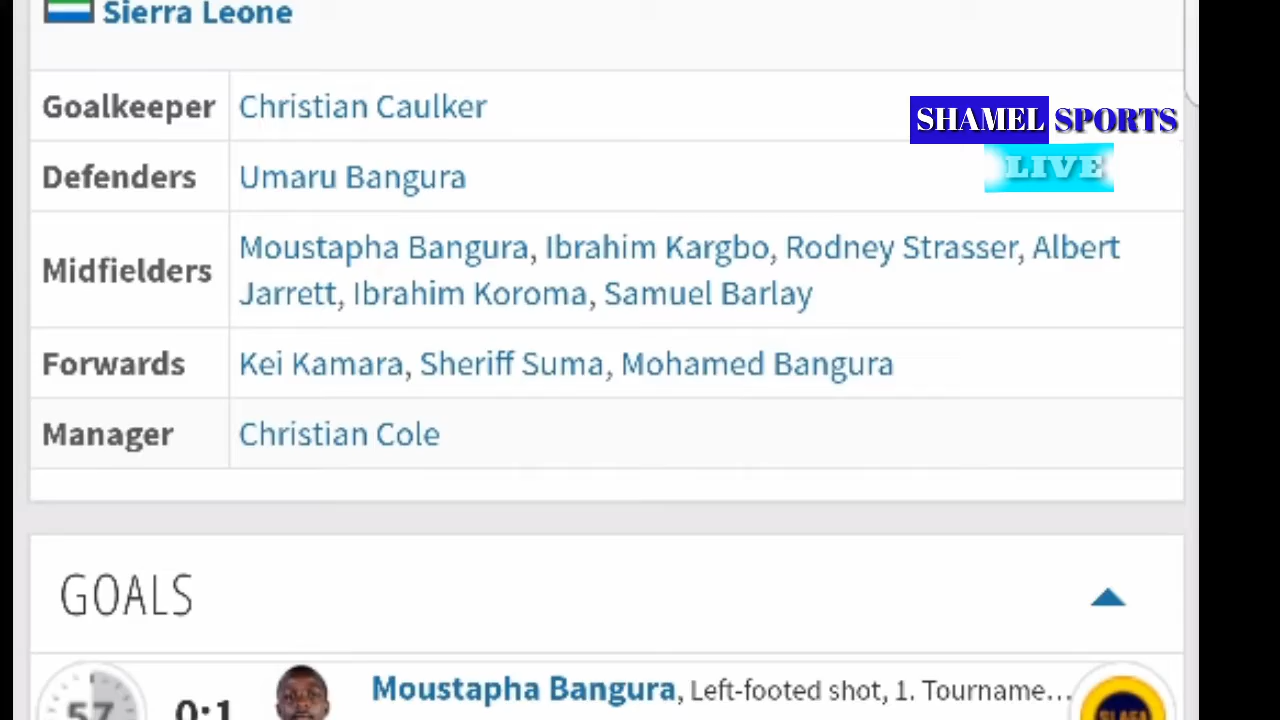 Sierra Leone
Goalkeeper Christian Caulker
SHAMEL SPORTS
LIVE
Defenders Umaru Bangura
Midfielders Moustapha Bangura, Ibrahim Kargbo, Rodney Strasser, Albert
Jarrett, Ibrahim Koroma, Samuel Barlay
Forwards Kei Kamara, Sheriff Suma, Mohamed Bangura
Manager Christian Cole
GOALS
57 0:1 Moustapha Bangura, Left-footed shot, 1. Tourname...